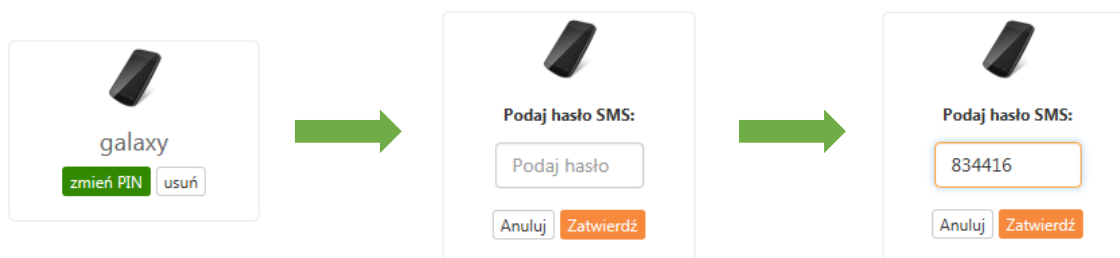 galaxy
zmień PIN usuń
Podaj hasło SMS:
Podaj hasło
Anuluj Zatwierdź
Podaj hasło SMS:
834416
Anuluj Zatwierdź